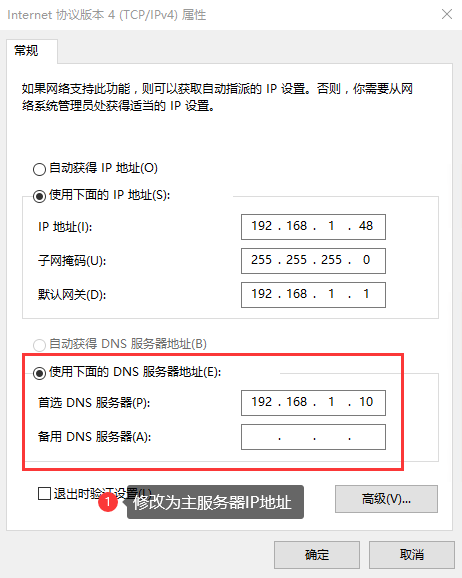 Internet 协议版本 4 (TCP/IPv4) 属性
常规
如果网络支持此功能，则可以获取自动指派的 IP 设置。否则，你需要从网
络系统管理员处获得适当的 IP 设置。
自动获得 IP 地址(O)
使用下面的 IP 地址(S):
IP 地址(I): 192 . 168 . 1 . 48
子网掩码(U): 255 . 255 . 255 . 0
默认网关(D): 192 . 168 . 1 . 1
自动获得 DNS 服务器地址(B)
使用下面的 DNS 服务器地址(E):
首选 DNS 服务器(P): 192 . 168 . 1 . 10
备用 DNS 服务器(A): . . .
退出时验证设置(L) 高级(V)...
1 修改为主服务器IP地址
确定 取消